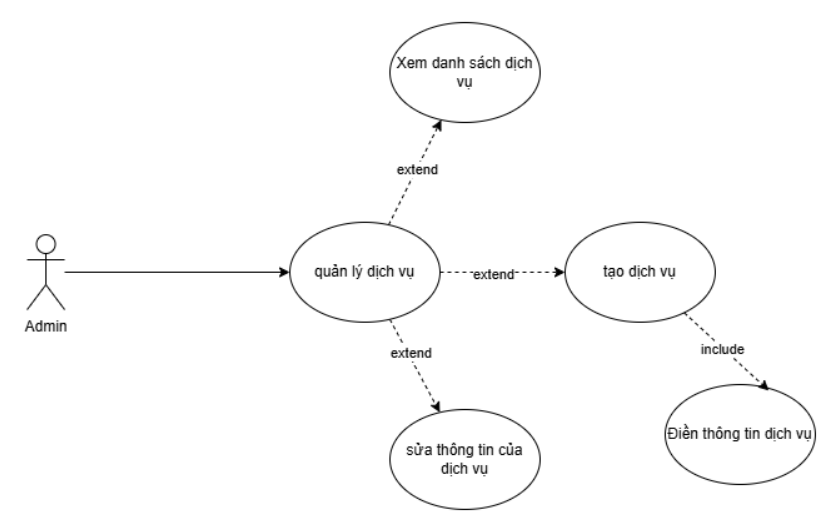 Xem danh sách dịch
vụ
extend
quản lý dịch vụ
extend
tạo dịch vụ
Admin
extend
include
Điền thông tin dịch vụ
sửa thông tin của
dịch vụ